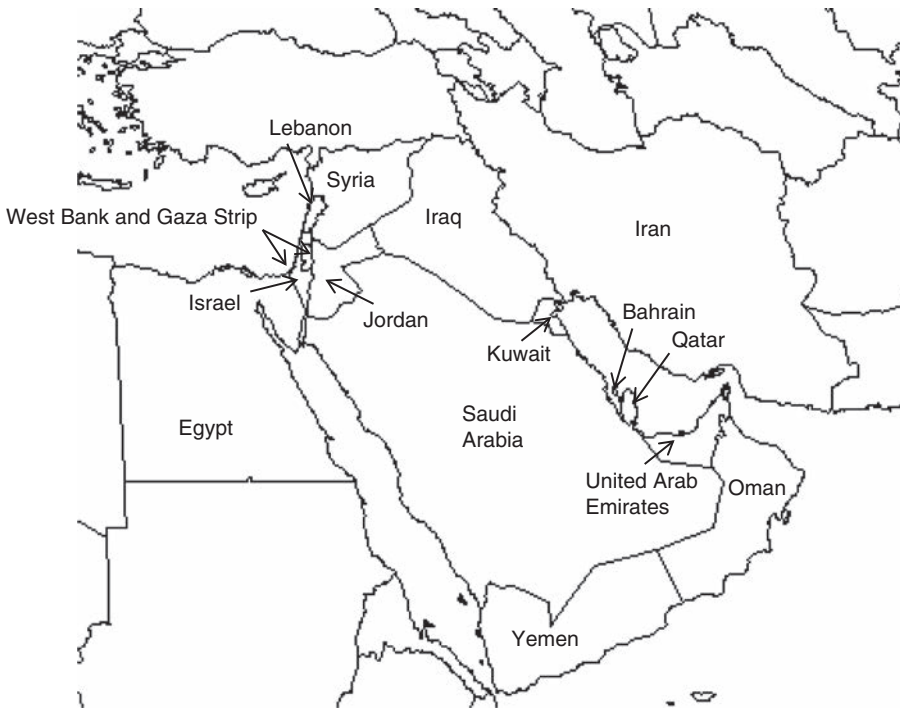 Lebanon
Syria
West Bank and Gaza Strip
Iraq
Iran
Israel
Jordan
Bahrain
Kuwait
Qatar
Saudi
Arabia
Egypt
United Arab
Emirates
Oman
Yemen